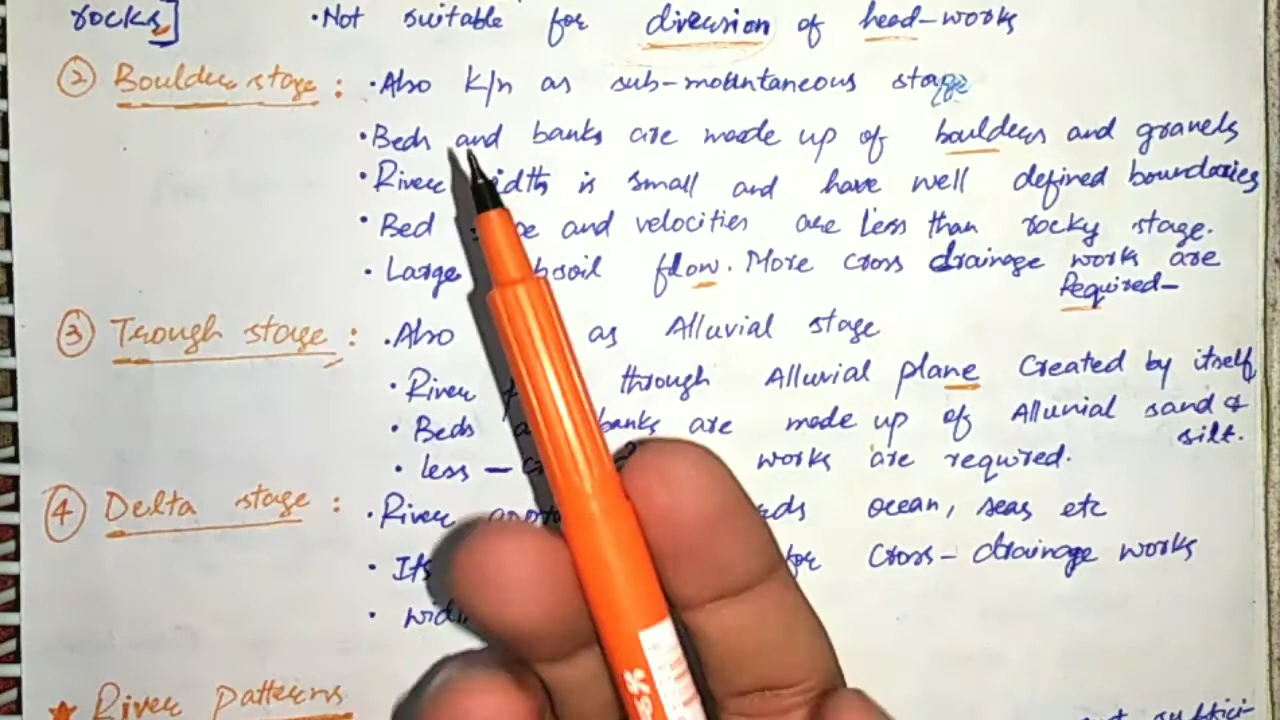 rocks] •Not suitable for diversion of head-works
② Boulder stage : •Also k/n as sub-mountaneous stage
•Beds and banks are made up of boulders and gravels
•River width is small and have well defined boundaries
•Bed and velocities are less than rocky stage.
•Large flow. More cross drainage works are
Required-
③ Trough stage : •Also as Alluvial stage
•River through Alluvial plane Created by itself
•Beds banks are made up of Alluvial sand &
silt.
•less - works are required.
④ Delta stage : •River ocean, seas etc
•Its for Cross-drainage works
•
★ River Patterns